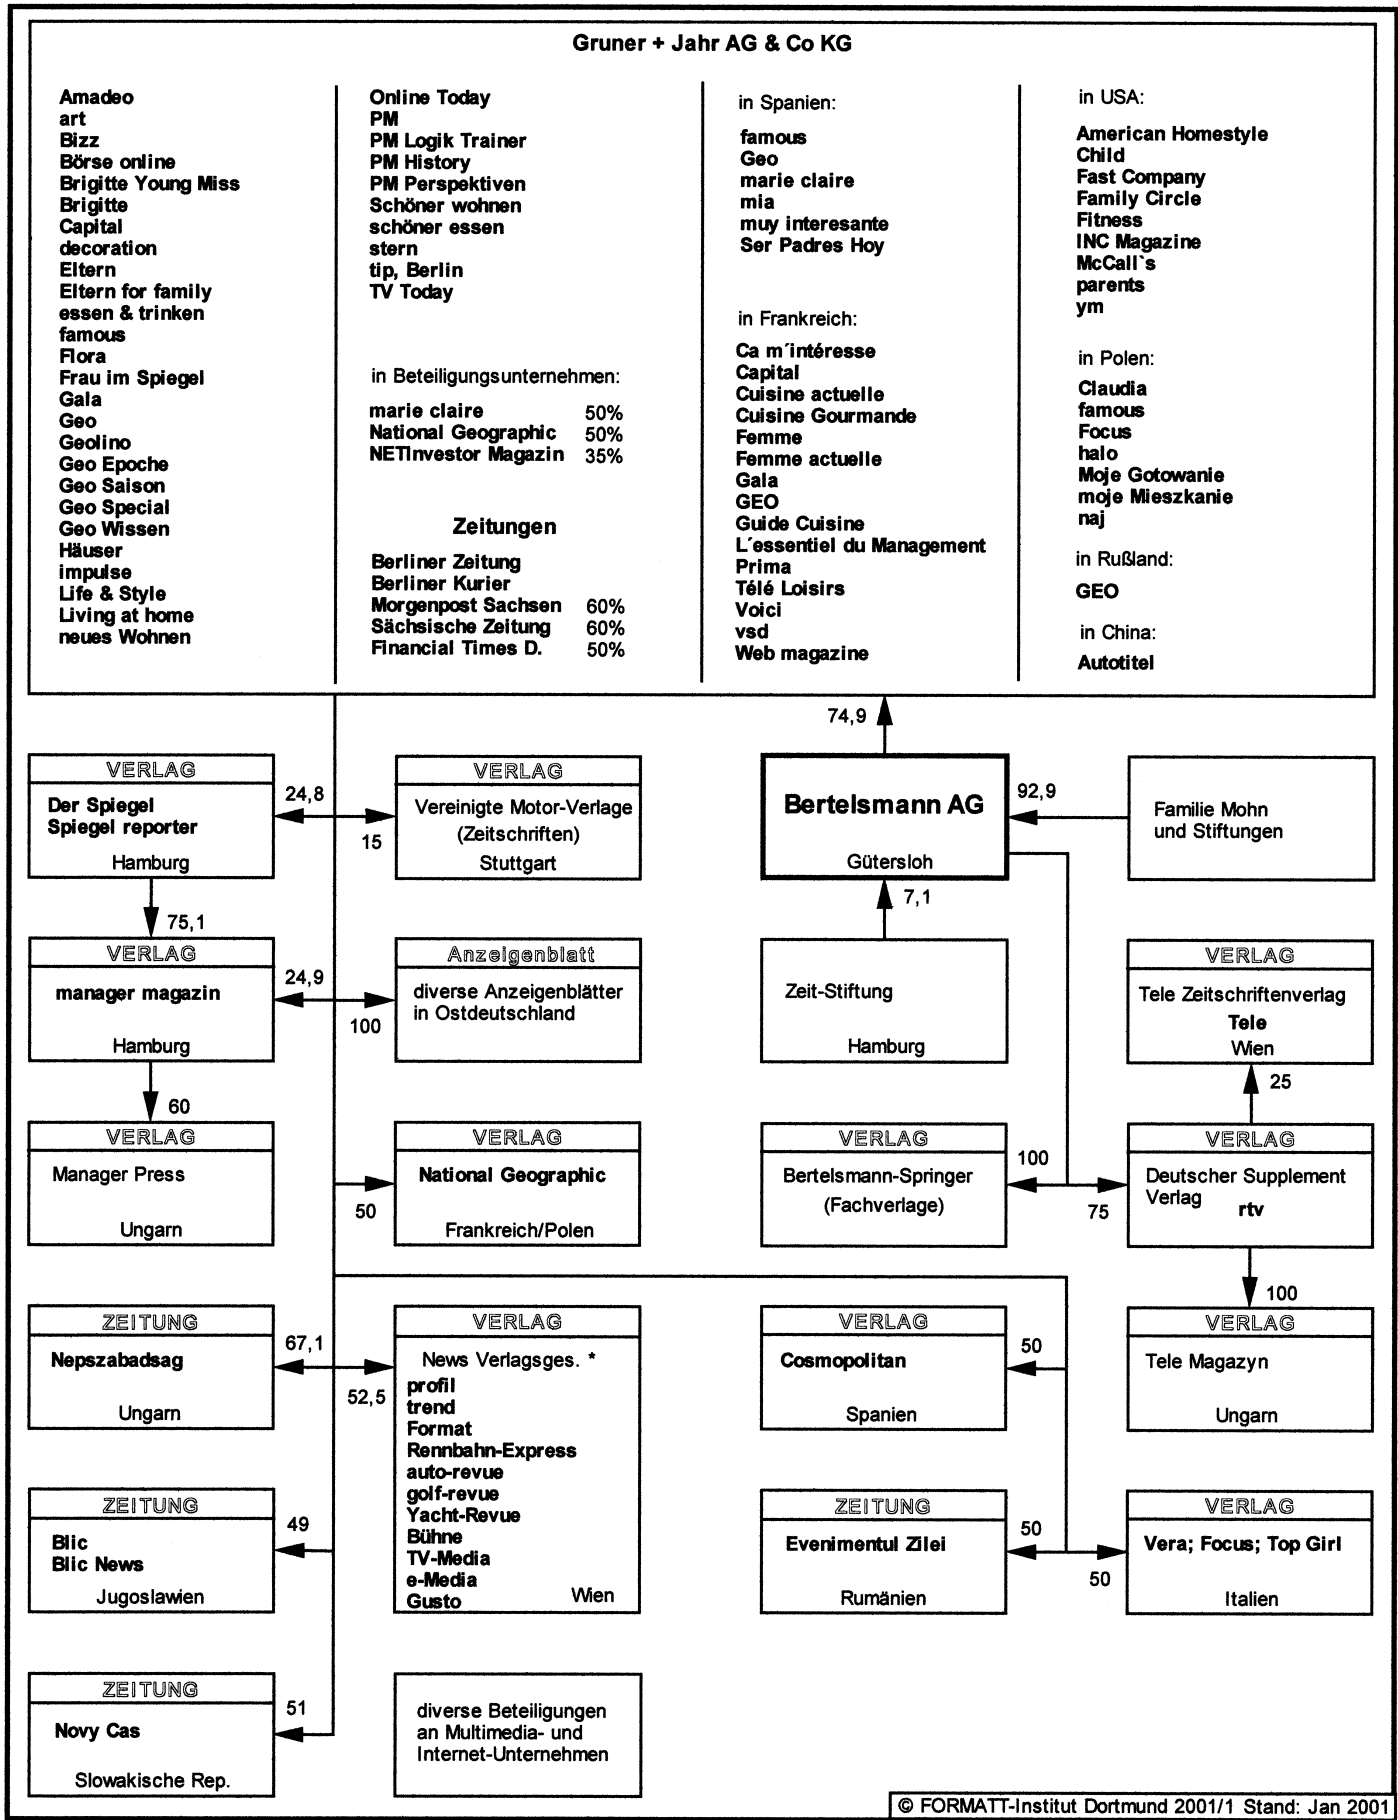 Gruner + Jahr AG & Co KG
Amadeo
art
Bizz
Börse online
Brigitte Young Miss
Brigitte
Capital
decoration
Eltern
Eltern for family
essen & trinken
famous
Flora
Frau im Spiegel
Gala
Geo
Geolino
Geo Epoche
Geo Saison
Geo Special
Geo Wissen
Häuser
impulse
Life & Style
Living at home
neues Wohnen
Online Today
PM
PM Logik Trainer
PM History
PM Perspektiven
Schöner wohnen
schöner essen
stern
tip, Berlin
TV Today
in Beteiligungsunternehmen:
marie claire 50%
National Geographic 50%
NETInvestor Magazin 35%
Zeitungen
Berliner Zeitung
Berliner Kurier
Morgenpost Sachsen 60%
Sächsische Zeitung 60%
Financial Times D. 50%
in Spanien:
famous
Geo
marie claire
mia
muy interesante
Ser Padres Hoy
in Frankreich:
Ca m´intéresse
Capital
Cuisine actuelle
Cuisine Gourmande
Femme
Femme actuelle
Gala
GEO
Guide Cuisine
L´essentiel du Management
Prima
Télé Loisirs
Voici
vsd
Web magazine
in USA:
American Homestyle
Child
Fast Company
Family Circle
Fitness
INC Magazine
McCall`s
parents
ym
in Polen:
Claudia
famous
Focus
halo
Moje Gotowanie
moje Mieszkanie
naj
in Rußland:
GEO
in China:
Autotitel
74,9
VERLAG
Der Spiegel
Spiegel reporter
Hamburg
24,8
15
VERLAG
Vereinigte Motor-Verlage
(Zeitschriften)
Stuttgart
Bertelsmann AG
Gütersloh
92,9
Familie Mohn
und Stiftungen
75,1
7,1
VERLAG
manager magazin
Hamburg
24,9
100
Anzeigenblatt
diverse Anzeigenblätter
in Ostdeutschland
Zeit-Stiftung
Hamburg
VERLAG
Tele Zeitschriftenverlag
Tele
Wien
60
25
VERLAG
Manager Press
Ungarn
50
VERLAG
National Geographic
Frankreich/Polen
VERLAG
Bertelsmann-Springer
(Fachverlage)
100
75
VERLAG
Deutscher Supplement
Verlag
rtv
100
ZEITUNG
Nepszabadsag
Ungarn
67,1
52,5
VERLAG
News Verlagsges. *
profil
trend
Format
Rennbahn-Express
auto-revue
golf-revue
Yacht-Revue
Bühne
TV-Media
e-Media
Gusto
Wien
VERLAG
Cosmopolitan
Spanien
50
VERLAG
Tele Magazyn
Ungarn
ZEITUNG
Blic
Blic News
Jugoslawien
49
ZEITUNG
Evenimentul Zilei
Rumänien
50
50
VERLAG
Vera; Focus; Top Girl
Italien
ZEITUNG
Novy Cas
Slowakische Rep.
51
diverse Beteiligungen
an Multimedia- und
Internet-Unternehmen
© FORMATT-Institut Dortmund 2001/1 Stand: Jan 2001